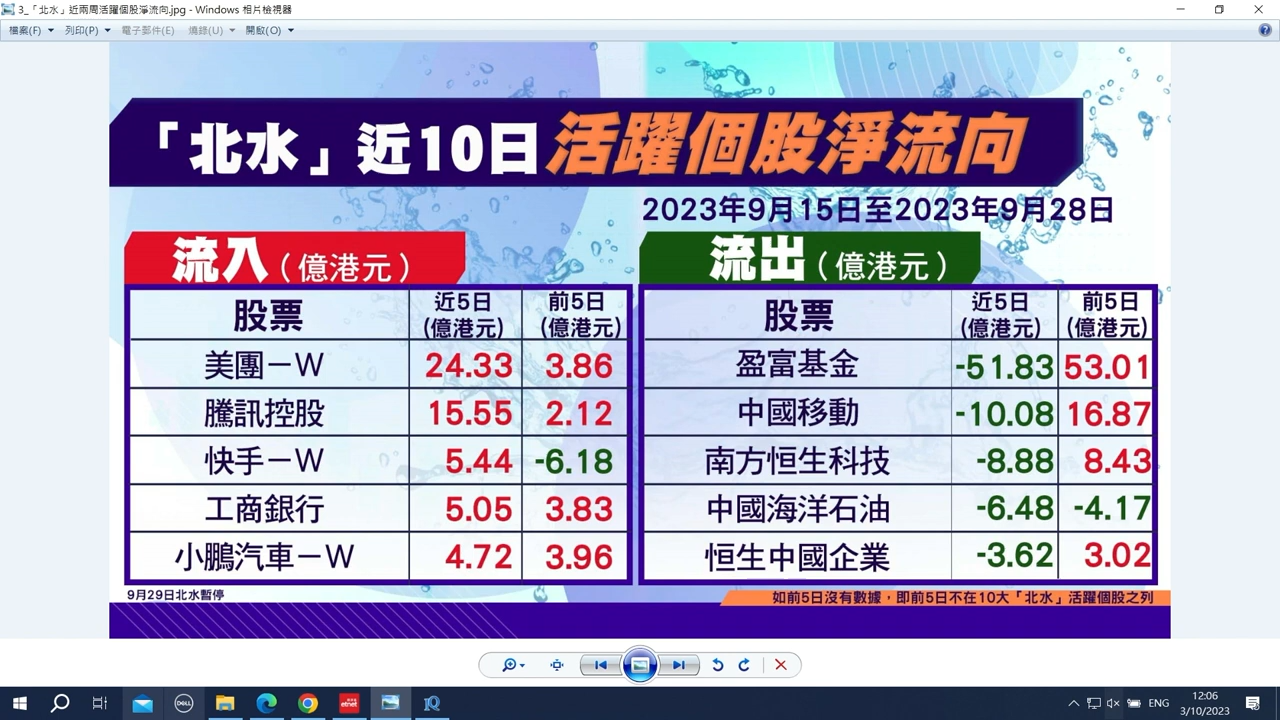 3_「北水」近兩周活躍個股淨流向.jpg - Windows 相片檢視器
檔案(F) 列印(P) 電子郵件(E) 燒錄(U) 開啟(O)
「北水」近10日活躍個股淨流向
2023年9月15日至2023年9月28日
流入（億港元）
股票 近5日(億港元) 前5日(億港元)
美團－W 24.33 3.86
騰訊控股 15.55 2.12
快手－W 5.44 -6.18
工商銀行 5.05 3.83
小鵬汽車－W 4.72 3.96
9月29日北水暫停
流出（億港元）
股票 近5日(億港元) 前5日(億港元)
盈富基金 -51.83 53.01
中國移動 -10.08 16.87
南方恒生科技 -8.88 8.43
中國海洋石油 -6.48 -4.17
恒生中國企業 -3.62 3.02
如前5日沒有數據，即前5日不在10大「北水」活躍個股之列
DELL
etnet
IQ
ENG
12:06
3/10/2023